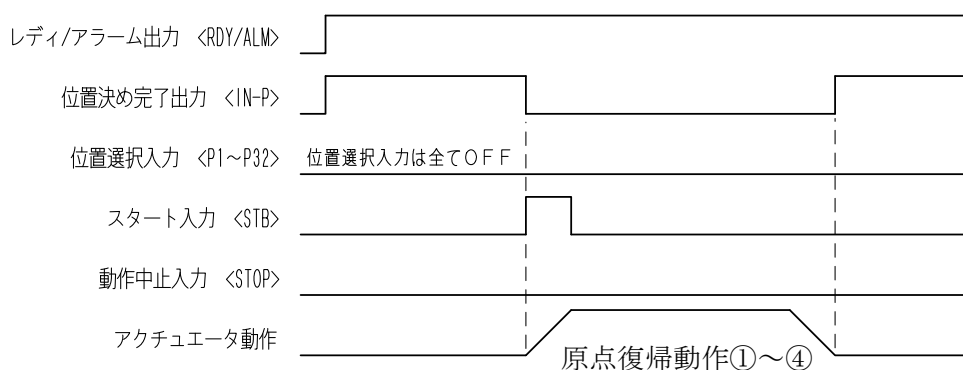 レディ/アラーム出力 <RDY/ALM>
位置決め完了出力 <IN-P>
位置選択入力 <P1~P32> 位置選択入力は全てOFF
スタート入力 <STB>
動作中止入力 <STOP>
アクチュエータ動作
原点復帰動作①~④